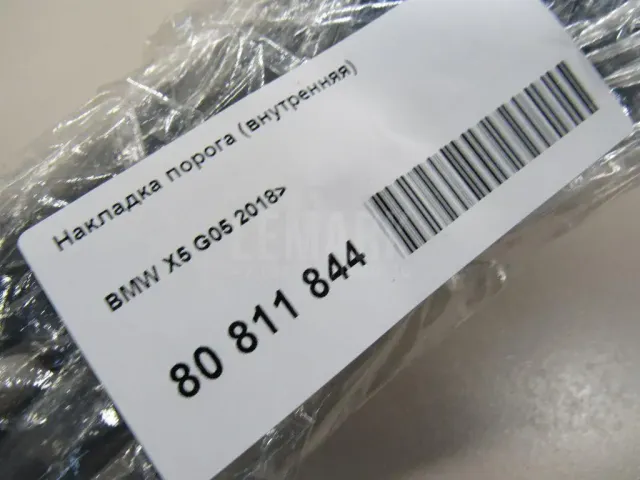 Накладка порога (внутренняя)
BMW X5 G05 2018>
80 811 844